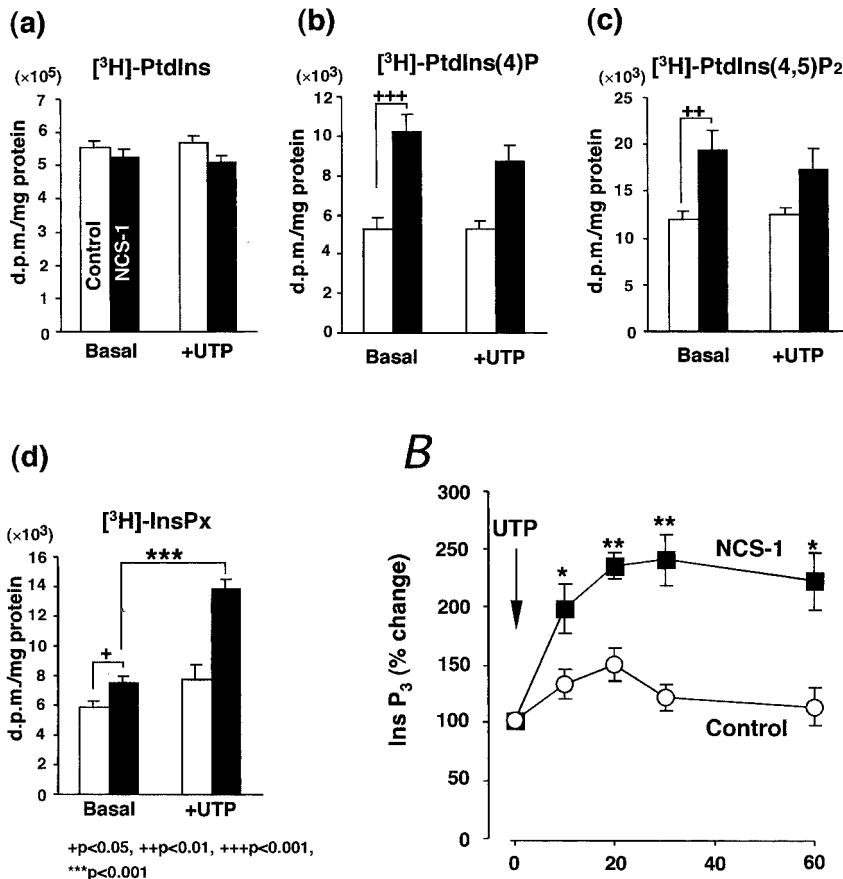 (a)
[³H]-PtdIns
(×10⁵)
d.p.m./mg protein
7
6
5
4
3
2
1
0
Control
NCS-1
Basal
+UTP
(b)
[³H]-PtdIns(4)P
(×10³)
d.p.m./mg protein
12
10
8
6
4
2
0
+++
Basal
+UTP
(c)
[³H]-PtdIns(4,5)P₂
(×10³)
d.p.m./mg protein
25
20
15
10
5
0
++
Basal
+UTP
(d)
[³H]-InsPx
(×10³)
d.p.m./mg protein
16
14
12
10
8
6
4
2
0
+
***
Basal
+UTP
+p<0.05, ++p<0.01, +++p<0.001,
***p<0.001
B
Ins P₃ (% change)
300
250
200
150
100
50
0
UTP
*
**
**
*
NCS-1
Control
0
20
40
60